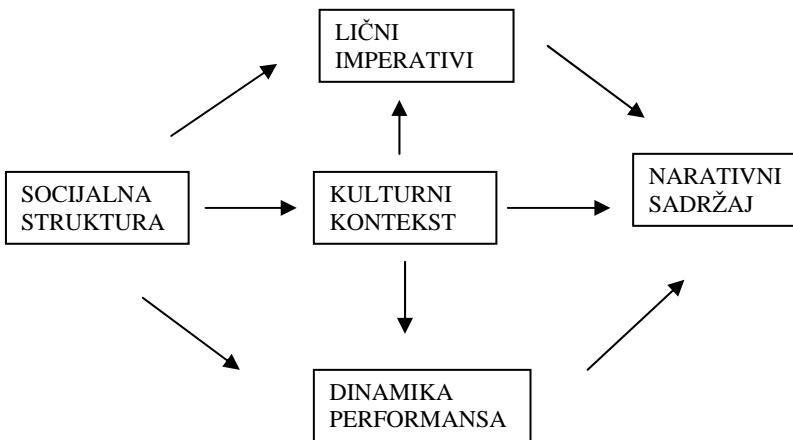 LIČNI
IMPERATIVI
SOCIJALNA
STRUKTURA
KULTURNI
KONTEKST
NARATIVNI
SADRŽAJ
DINAMIKA
PERFORMANSA